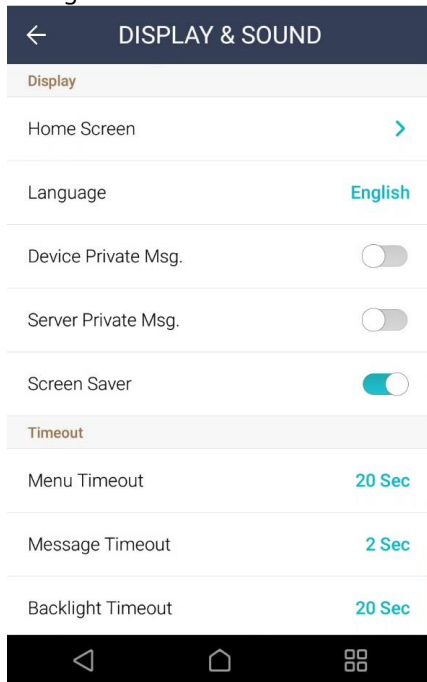 DISPLAY & SOUND
Display
Home Screen
Language English
Device Private Msg.
Server Private Msg.
Screen Saver
Timeout
Menu Timeout 20 Sec
Message Timeout 2 Sec
Backlight Timeout 20 Sec